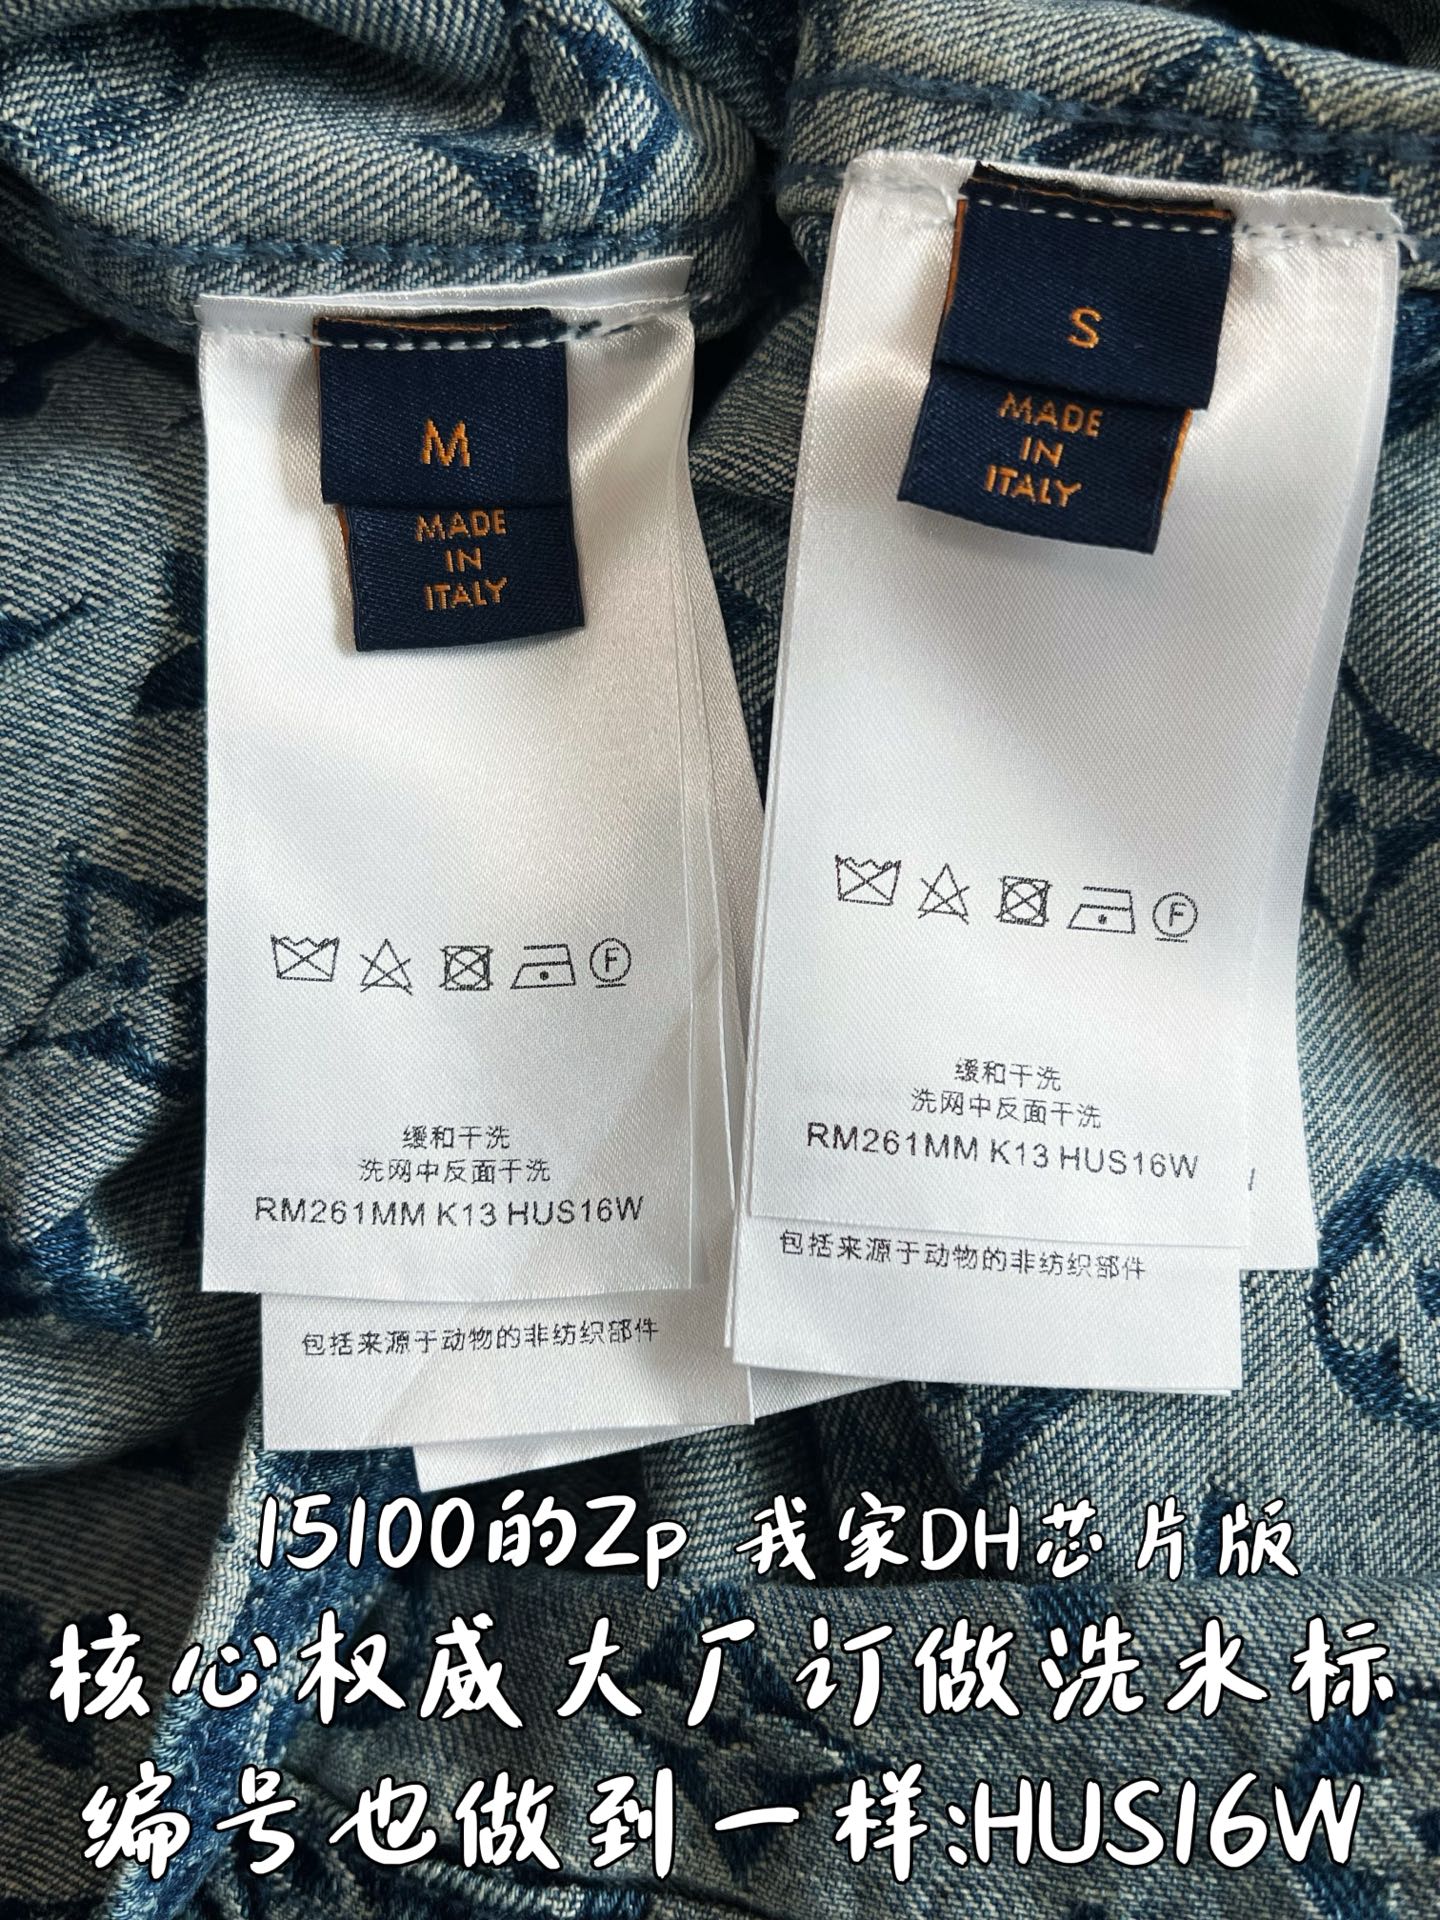 M
MADE
IN
ITALY
S
MADE
IN
ITALY
F
F
缓和干洗
洗网中反面干洗
RM261MM K13 HUS16W
包括来源于动物的非纺织部件
缓和干洗
洗网中反面干洗
RM261MM K13 HUS16W
包括来源于动物的非纺织部件
15100的Zp 我家DH芯片版
核心权威大厂订做洗水标
编号也做到一样:HUS16W